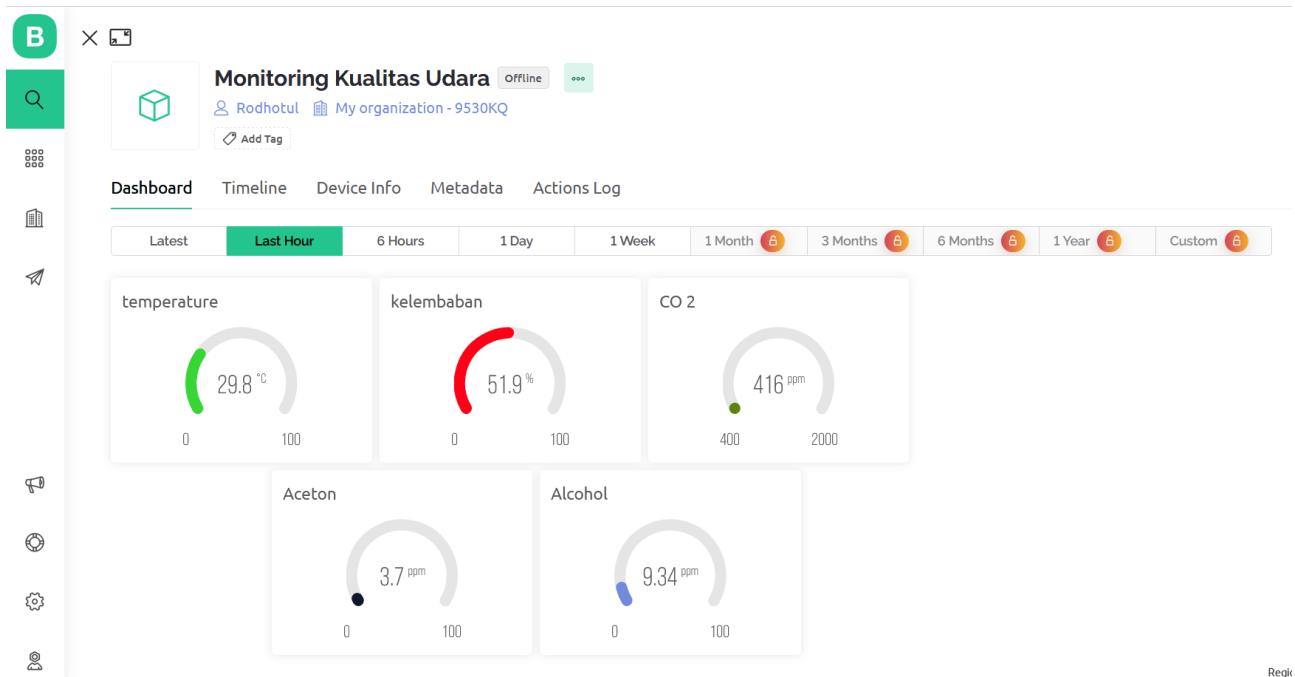 B
Monitoring Kualitas Udara Offline
Rodhotul My organization - 9530KQ
Add Tag
Dashboard Timeline Device Info Metadata Actions Log
Latest Last Hour 6 Hours 1 Day 1 Week 1 Month 3 Months 6 Months 1 Year Custom
temperature kelembaban CO 2
29.8 °C 51.9 % 416 ppm
0 100 0 100 400 2000
Aceton Alcohol
3.7 ppm 9.34 ppm
0 100 0 100
Regio